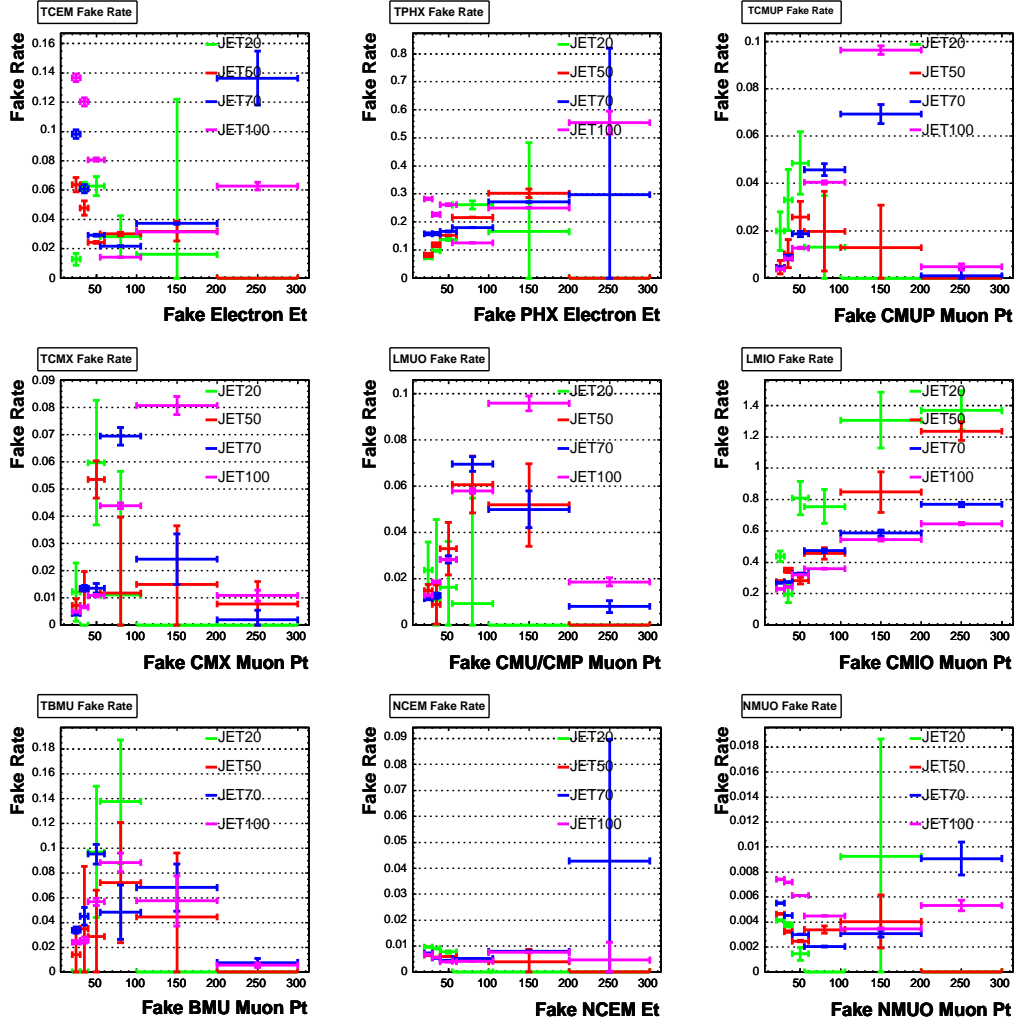 TCEM Fake Rate
Fake Rate
0.16
0.14
0.12
0.1
0.08
0.06
0.04
0.02
0
JET20
JET50
JET70
JET100
50 100 150 200 250 300
Fake Electron Et
TPHX Fake Rate
Fake Rate
0.8
0.7
0.6
0.5
0.4
0.3
0.2
0.1
0
JET20
JET50
JET70
JET100
50 100 150 200 250 300
Fake PHX Electron Et
TCMUP Fake Rate
Fake Rate
0.1
0.08
0.06
0.04
0.02
0
JET20
JET50
JET70
JET100
50 100 150 200 250 300
Fake CMUP Muon Pt
TCMX Fake Rate
Fake Rate
0.09
0.08
0.07
0.06
0.05
0.04
0.03
0.02
0.01
0
JET20
JET50
JET70
JET100
50 100 150 200 250 300
Fake CMX Muon Pt
LMUO Fake Rate
Fake Rate
0.1
0.08
0.06
0.04
0.02
0
JET20
JET50
JET70
JET100
50 100 150 200 250 300
Fake CMU/CMP Muon Pt
LMIO Fake Rate
Fake Rate
1.4
1.2
1
0.8
0.6
0.4
0.2
0
JET20
JET50
JET70
JET100
50 100 150 200 250 300
Fake CMIO Muon Pt
TBMU Fake Rate
Fake Rate
0.18
0.16
0.14
0.12
0.1
0.08
0.06
0.04
0.02
0
JET20
JET50
JET70
JET100
50 100 150 200 250 300
Fake BMU Muon Pt
NCEM Fake Rate
Fake Rate
0.09
0.08
0.07
0.06
0.05
0.04
0.03
0.02
0.01
0
JET20
JET50
JET70
JET100
50 100 150 200 250 300
Fake NCEM Et
NMUO Fake Rate
Fake Rate
0.018
0.016
0.014
0.012
0.01
0.008
0.006
0.004
0.002
0
JET20
JET50
JET70
JET100
50 100 150 200 250 300
Fake NMUO Muon Pt